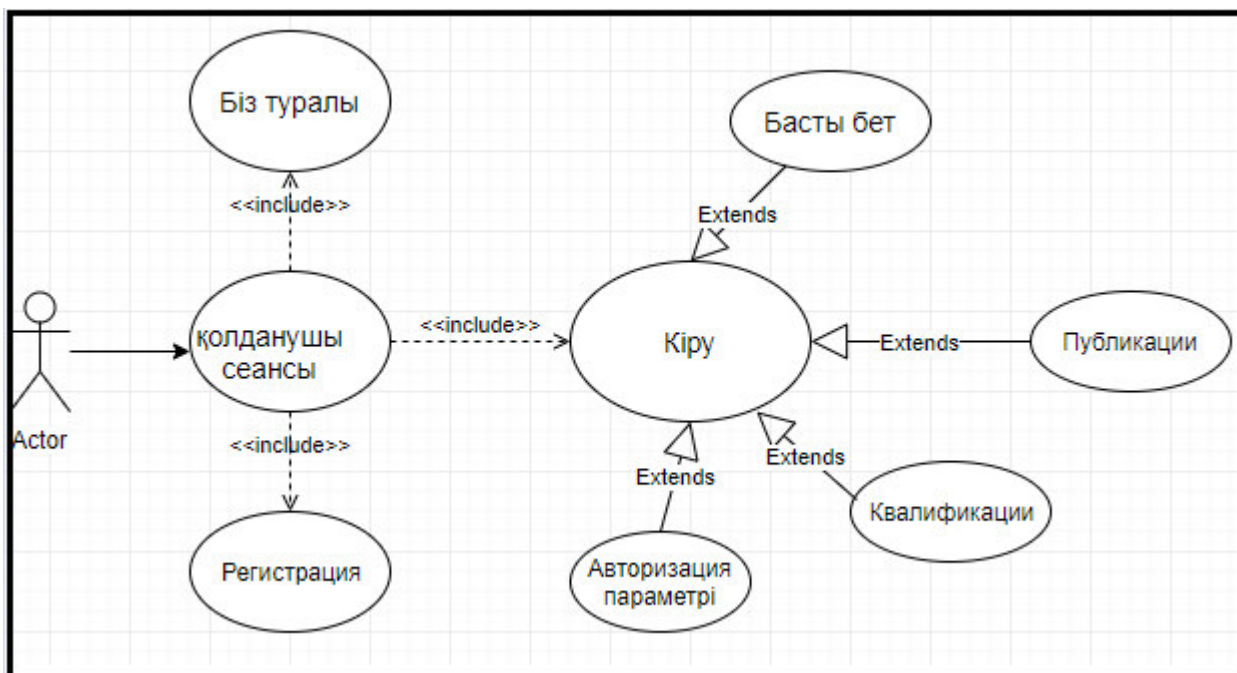 Біз туралы
Басты бет
<<include>>
Extends
қолданушы
сеансы
<<include>>
Кіру
Extends
Публикации
Actor
<<include>>
Extends
Extends
Квалификации
Регистрация
Авторизация
параметрі